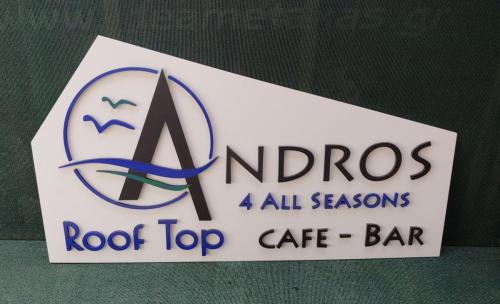 ANDROS
4 ALL SEASONS
ROOF TOP CAFE - BAR